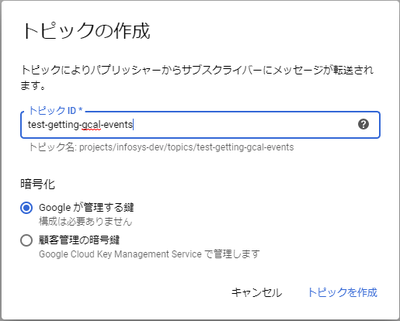 トピックの作成
トピックによりパブリッシャーからサブスクライバーにメッセージが転送され
ます。
トピック ID *
test-getting-gcal-events
トピック名: projects/infosys-dev/topics/test-getting-gcal-events
暗号化
Google が管理する鍵
構成は必要ありません
顧客管理の暗号鍵
Google Cloud Key Management Service で管理します
キャンセル
トピックを作成